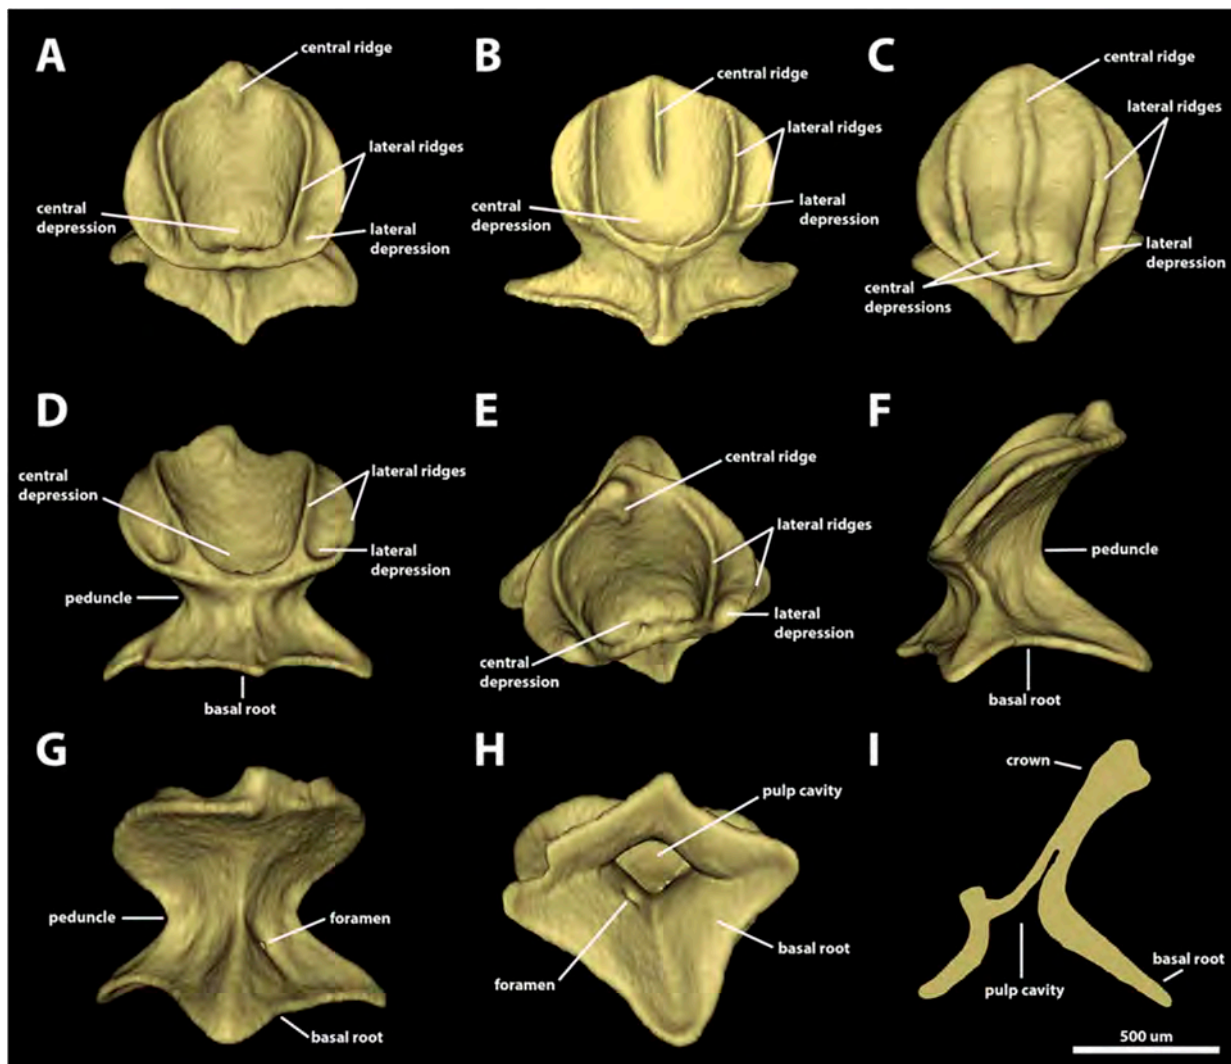 A
central ridge
lateral ridges
central
depression
lateral
depression
B
central ridge
lateral ridges
central
depression
lateral
depression
C
central ridge
lateral ridges
lateral
depression
central
depressions
D
central
depression
lateral ridges
lateral
depression
peduncle
basal root
E
central ridge
lateral ridges
lateral
depression
central
depression
F
peduncle
basal root
G
peduncle
foramen
basal root
H
pulp cavity
basal root
foramen
I
crown
basal root
pulp cavity
500 um